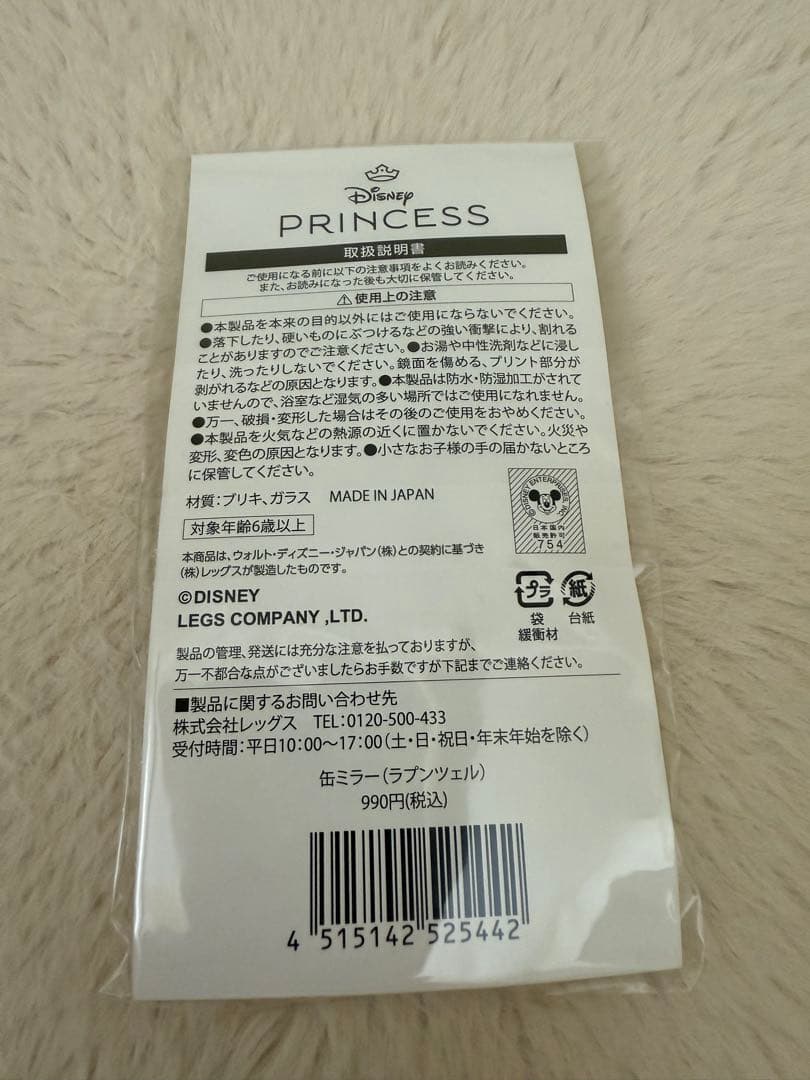 Disney
PRINCESS
取扱説明書
ご使用になる前に以下の注意事項をよくお読みください。
また、お読みになった後も大切に保管してください。
⚠使用上の注意
●本製品を本来の目的以外にはご使用にならないでください。
●落下したり、硬いものにぶつけるなどの強い衝撃により、割れる
ことがありますのでご注意ください。●お湯や中性洗剤などに浸し
たり、洗ったりしないでください。鏡面を傷める、プリント部分が
剥がれるなどの原因となります。●本製品は防水・防湿加工がされて
いませんので、浴室など湿気の多い場所ではご使用になれません。
●万一、破損・変形した場合はその後のご使用をおやめください。
●本製品を火気などの熱源の近くに置かないでください。火災や
変形、変色の原因となります。●小さなお子様の手の届かないところ
に保管してください。
材質：ブリキ、ガラス MADE IN JAPAN
対象年齢6歳以上
©DISNEY ENTERPRISES, INC.
日本国内
販売許可
754
本商品は、ウォルト・ディズニー・ジャパン(株)との契約に基づき
(株)レッグスが製造したものです。
©DISNEY
LEGS COMPANY ,LTD.
プラ 紙
袋 台紙
緩衝材
製品の管理、発送には充分な注意を払っておりますが、
万一不都合な点がございましたらお手数ですが下記までご連絡ください。
■製品に関するお問い合わせ先
株式会社レッグス TEL：0120-500-433
受付時間：平日10：00～17：00（土・日・祝日・年末年始を除く）
缶ミラー（ラプンツェル）
990円(税込)
4 515142 525442